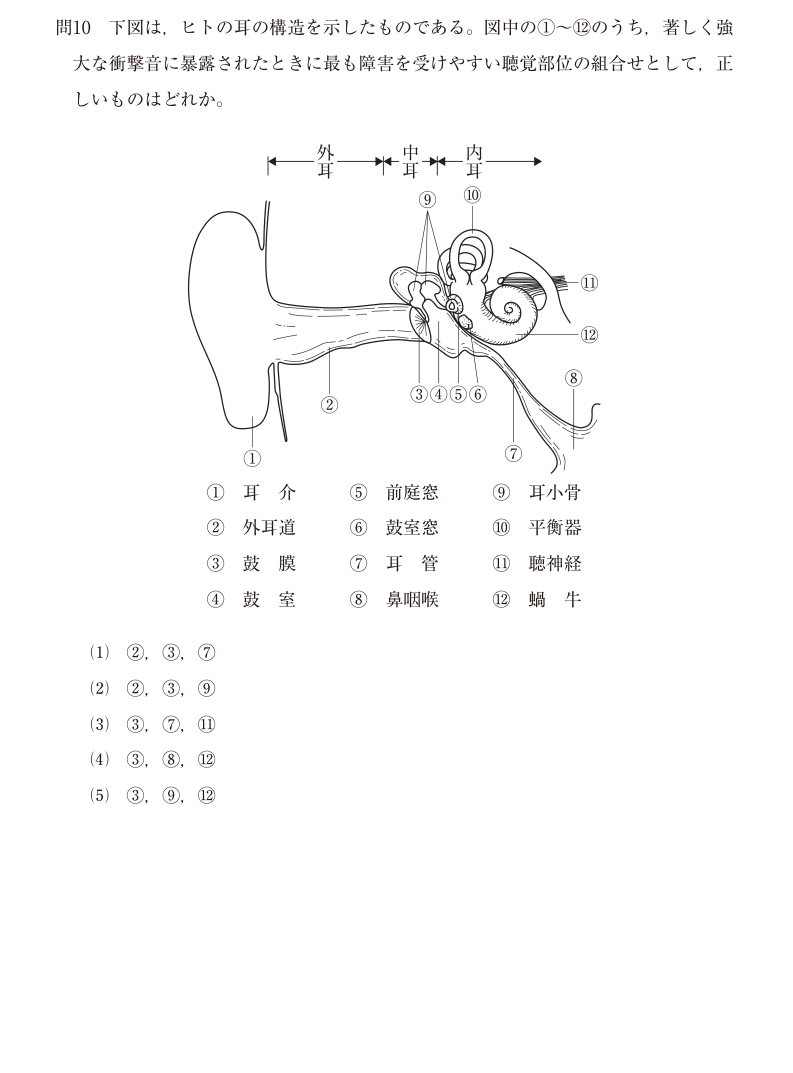 問10 下図は，ヒトの耳の構造を示したものである。図中の①～⑫のうち，著しく強
大な衝撃音に暴露されたときに最も障害を受けやすい聴覚部位の組合せとして，正
しいものはどれか。
外耳 中耳 内耳
⑨ ⑩
⑪
⑫
⑧
③ ④ ⑤ ⑥
②
⑦
①
① 耳 介 ⑤ 前庭窓 ⑨ 耳小骨
② 外耳道 ⑥ 鼓室窓 ⑩ 平衡器
③ 鼓 膜 ⑦ 耳 管 ⑪ 聴神経
④ 鼓 室 ⑧ 鼻咽喉 ⑫ 蝸 牛
(1) ②，③，⑦
(2) ②，③，⑨
(3) ③，⑦，⑪
(4) ③，⑧，⑫
(5) ③，⑨，⑫